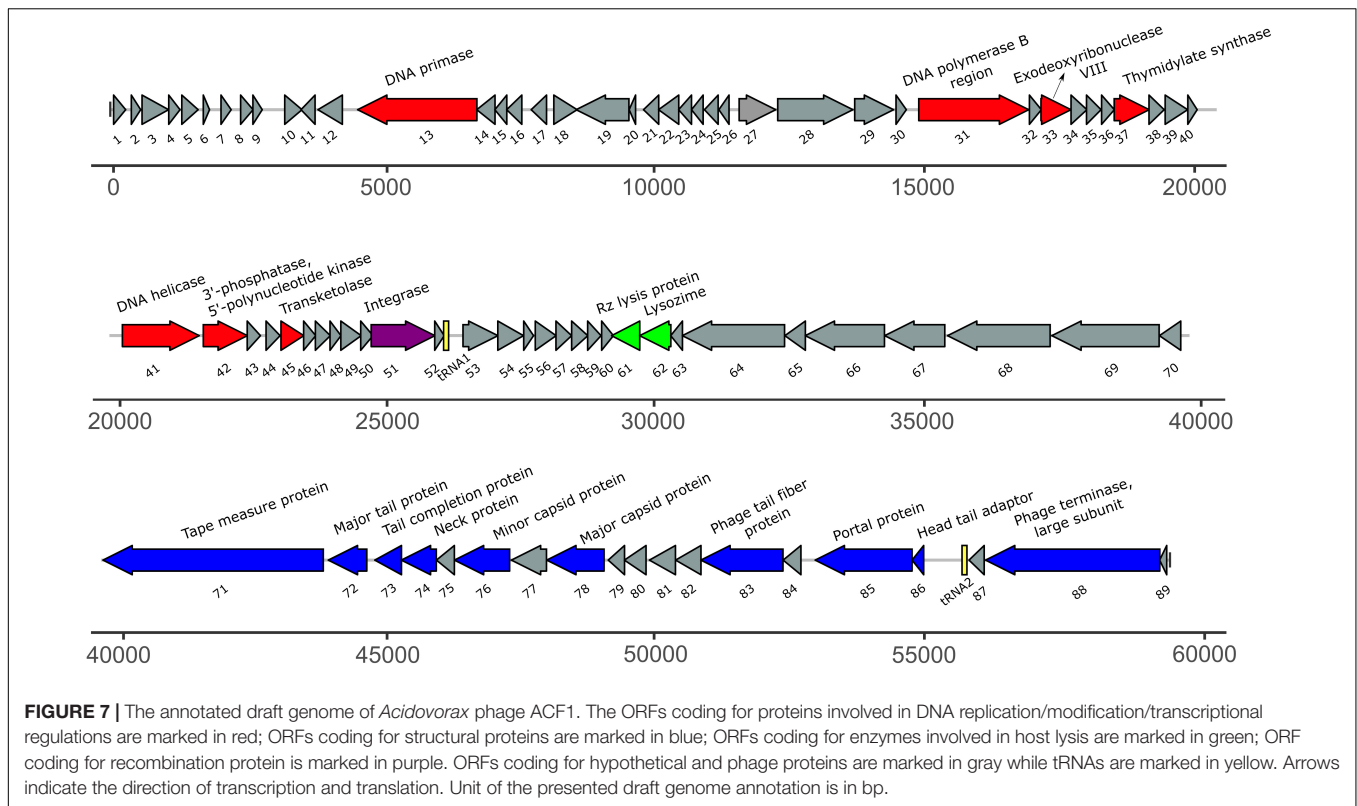 DNA primase
DNA polymerase B
region
Exodeoxyribonuclease
VIII
Thymidylate synthase
1 2 3 4 5 6 7 8 9 10 11 12 13 14 15 16 17 18 19 20 21 22 23 24 25 26 27 28 29 30 31 32 33 34 35 36 37 38 39 40
0 5000 10000 15000 20000
DNA helicase
3'-phosphatase,
5'-polynucleotide kinase
Transketolase
Integrase
Rz lysis protein
Lysozime
41 42 43 44 45 46 47 48 49 50 51 52 tRNA1 53 54 55 56 57 58 59 60 61 62 63 64 65 66 67 68 69 70
20000 25000 30000 35000 40000
Tape measure protein
Major tail protein
Tail completion protein
Neck protein
Minor capsid protein
Major capsid protein
Phage tail fiber
protein
Portal protein
Head tail adaptor
Phage terminase,
large subunit
71 72 73 74 75 76 77 78 79 80 81 82 83 84 85 86 tRNA2 87 88 89
40000 45000 50000 55000 60000
FIGURE 7 | The annotated draft genome of Acidovorax phage ACF1. The ORFs coding for proteins involved in DNA replication/modification/transcriptional
regulations are marked in red; ORFs coding for structural proteins are marked in blue; ORFs coding for enzymes involved in host lysis are marked in green; ORF
coding for recombination protein is marked in purple. ORFs coding for hypothetical and phage proteins are marked in gray while tRNAs are marked in yellow. Arrows
indicate the direction of transcription and translation. Unit of the presented draft genome annotation is in bp.